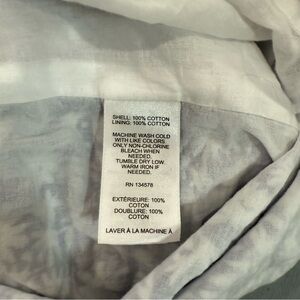 SHELL: 100% COTTON
LINING: 100% COTTON
MACHINE WASH COLD
WITH LIKE COLORS
ONLY NON-CHLORINE
BLEACH WHEN
NEEDED.
TUMBLE DRY LOW.
WARM IRON IF
NEEDED.
RN 134578
EXTÉRIEURE: 100%
COTON
DOUBLURE: 100%
COTON
LAVER À LA MACHINE À